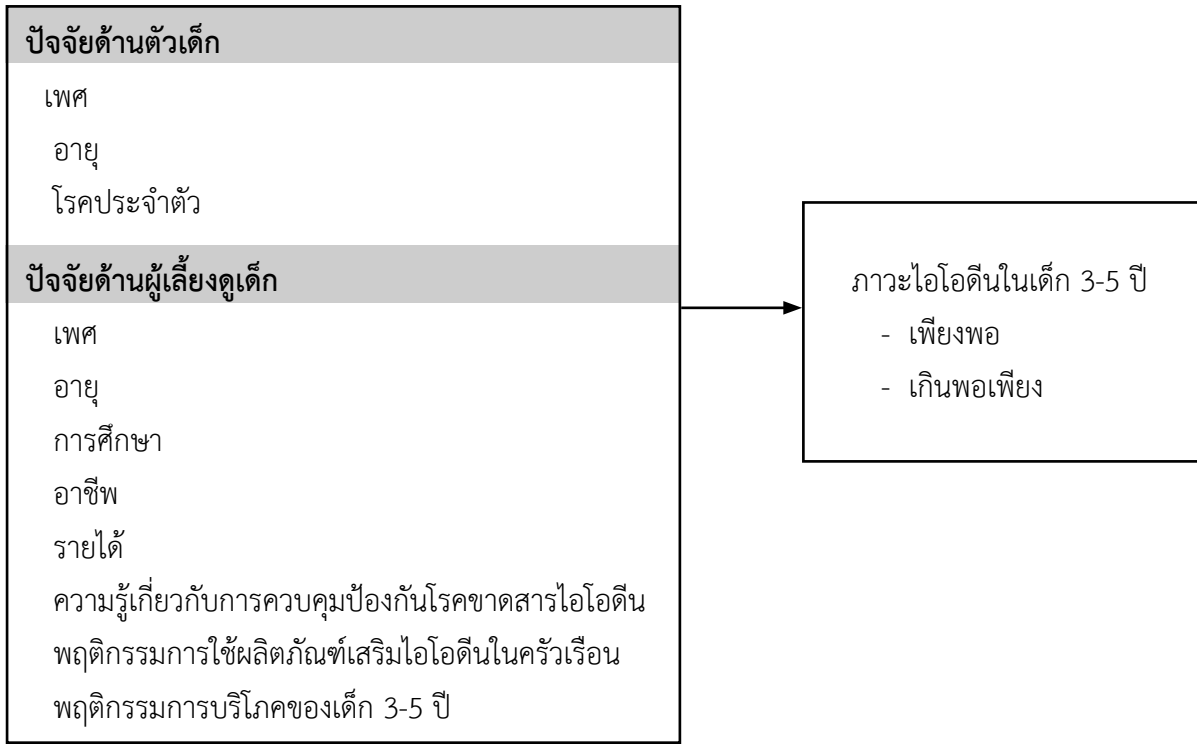 ปัจจัยด้านตัวเด็ก
เพศ
อายุ
โรคประจำตัว
ปัจจัยด้านผู้เลี้ยงดูเด็ก
เพศ
อายุ
การศึกษา
อาชีพ
รายได้
ความรู้เกี่ยวกับการควบคุมป้องกันโรคขาดสารไอโอดีน
พฤติกรรมการใช้ผลิตภัณฑ์เสริมไอโอดีนในครัวเรือน
พฤติกรรมการบริโภคของเด็ก 3-5 ปี
ภาวะไอโอดีนในเด็ก 3-5 ปี
- เพียงพอ
- เกินพอเพียง